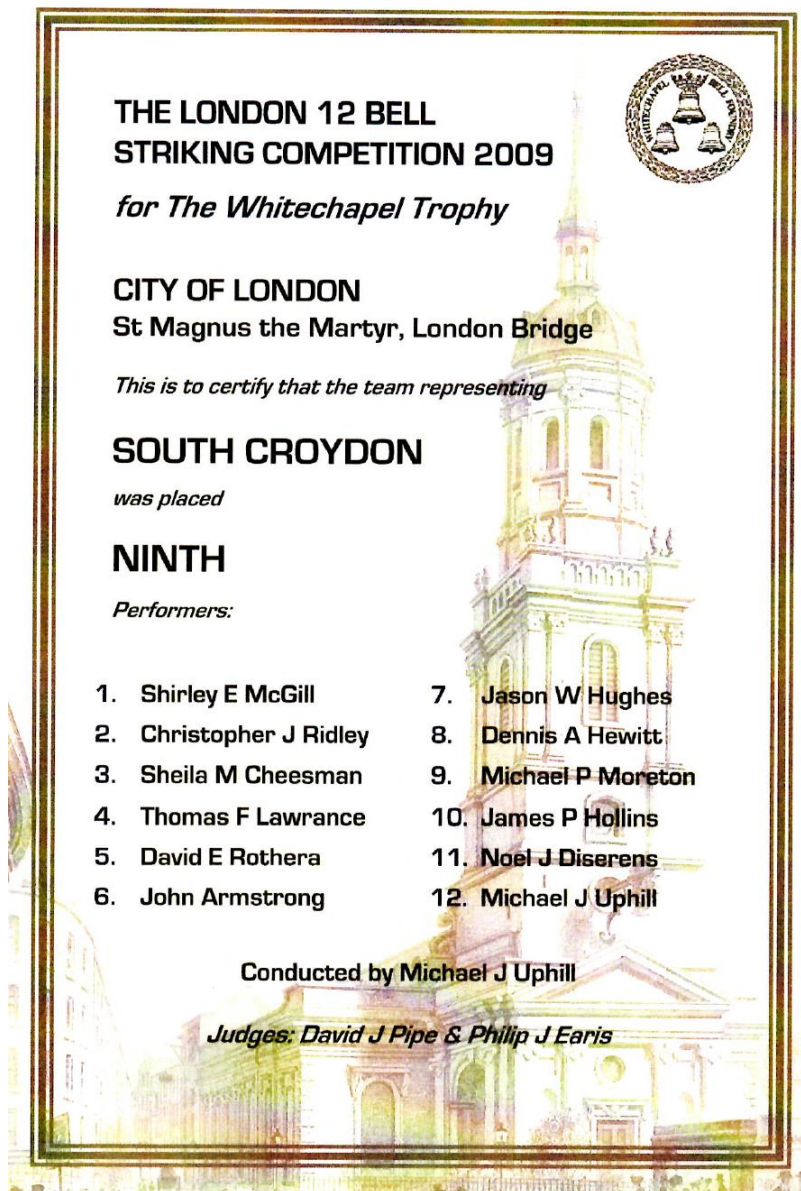 THE LONDON 12 BELL
STRIKING COMPETITION 2009
for The Whitechapel Trophy
WHITECHAPEL BELL FOUNDRY
CITY OF LONDON
St Magnus the Martyr, London Bridge
This is to certify that the team representing
SOUTH CROYDON
was placed
NINTH
Performers:
1. Shirley E McGill
2. Christopher J Ridley
3. Sheila M Cheesman
4. Thomas F Lawrance
5. David E Rothera
6. John Armstrong
7. Jason W Hughes
8. Dennis A Hewitt
9. Michael P Moreton
10. James P Hollins
11. Noel J Diserens
12. Michael J Uphill
Conducted by Michael J Uphill
Judges: David J Pipe & Philip J Earis